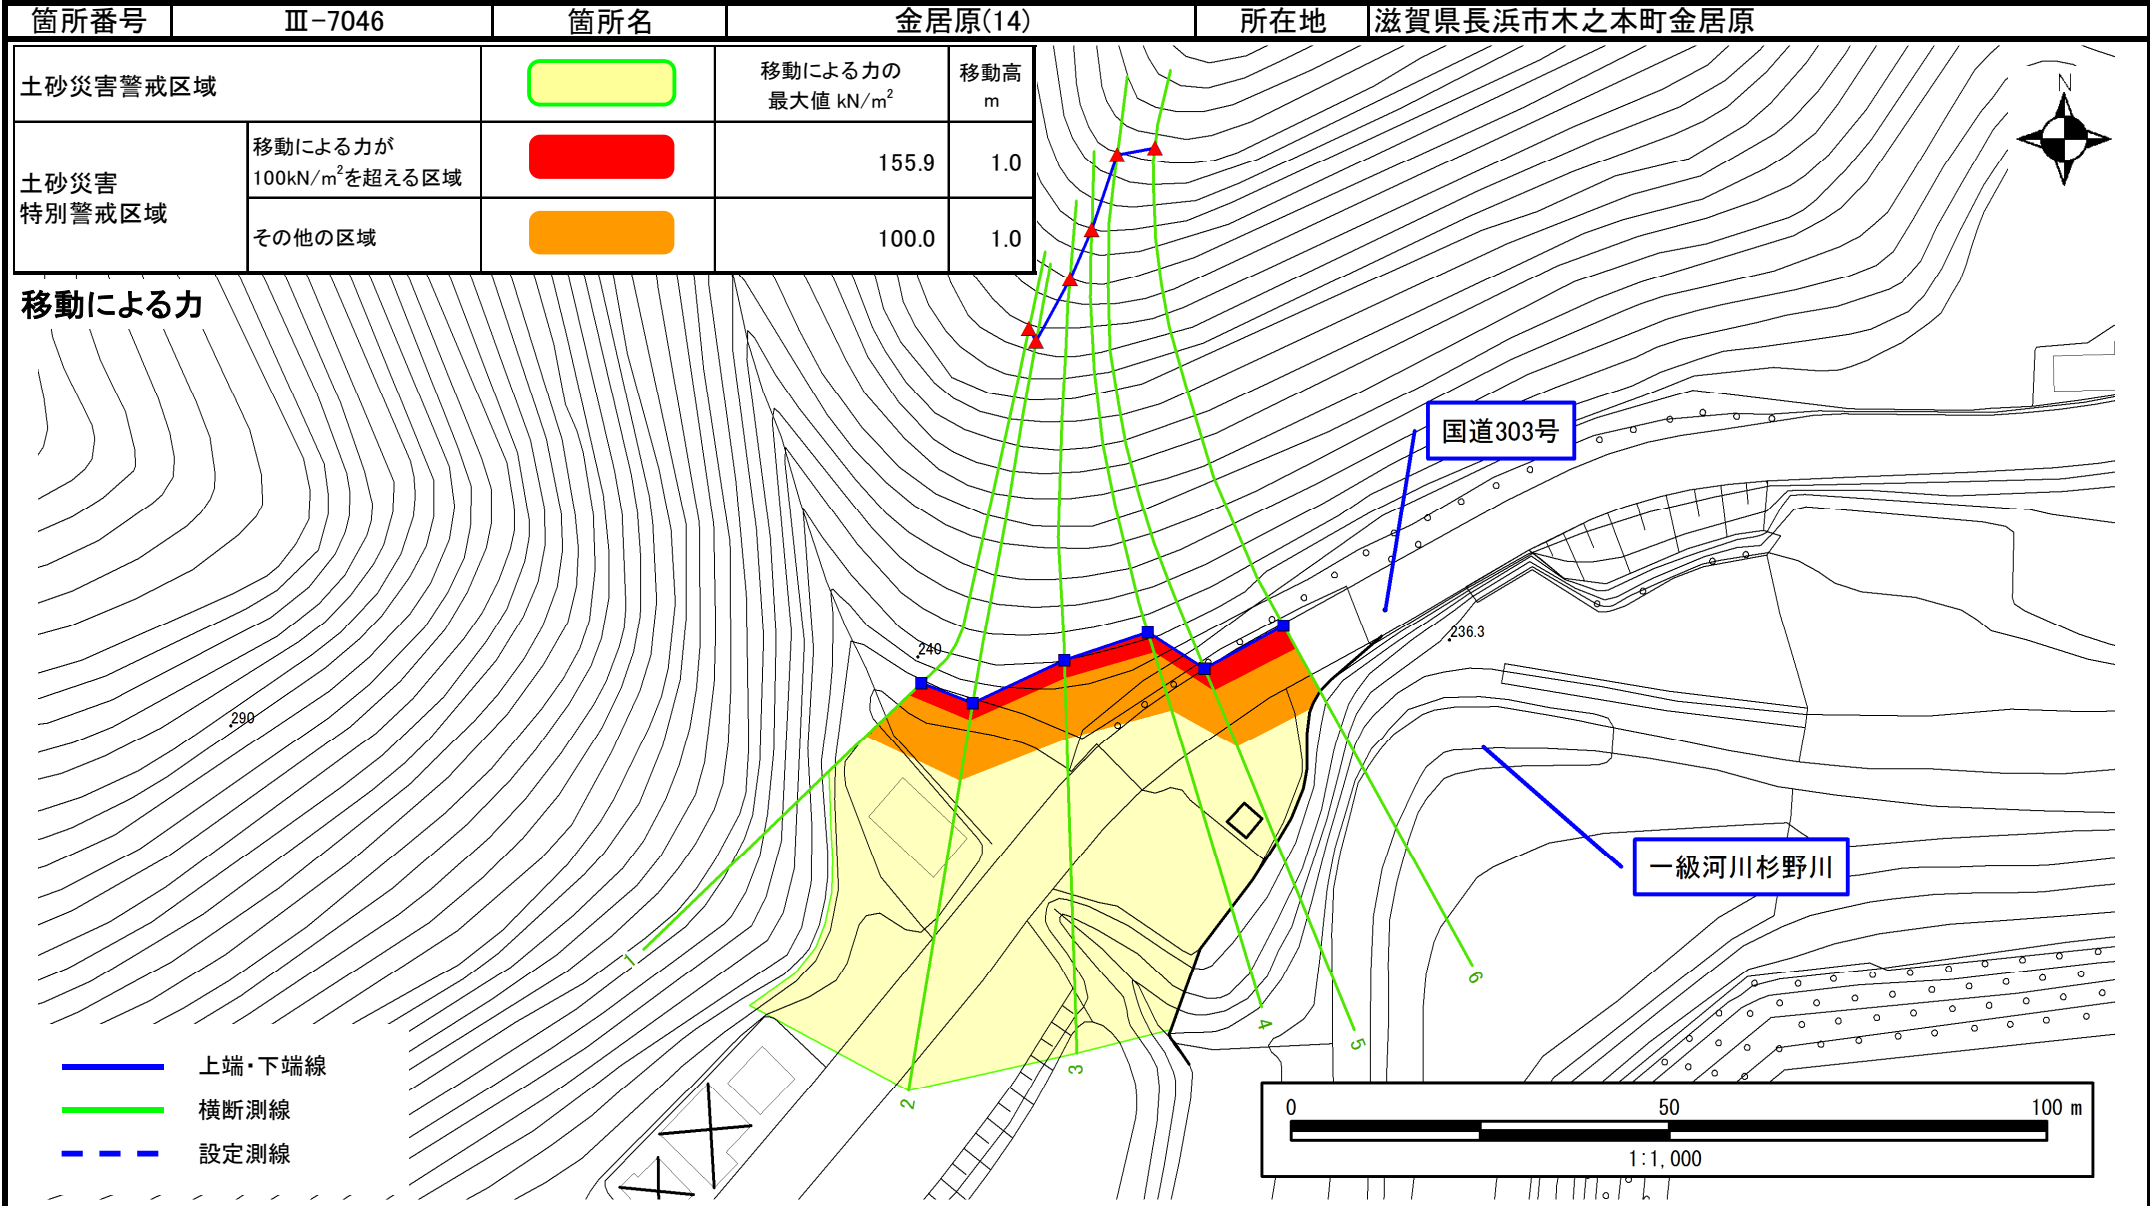 箇所番号 Ⅲ-7046 箇所名 金居原(14) 所在地 滋賀県長浜市木之本町金居原
土砂災害警戒区域
移動による力の
最大値 kN/m²
移動高
m
土砂災害
特別警戒区域
移動による力が
100kN/m²を超える区域
155.9 1.0
その他の区域
100.0 1.0
移動による力
N
国道303号
236.3
240
290
一級河川杉野川
1
2
3
4
5
6
上端・下端線
横断測線
設定測線
0 50 100 m
1:1,000